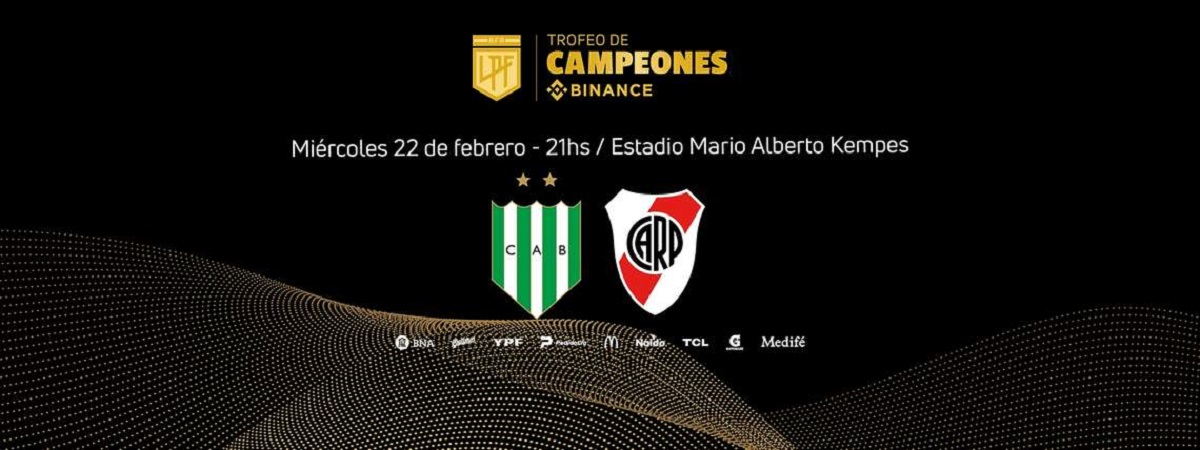 LPF
TROFEO DE
CAMPEONES
BINANCE
Miércoles 22 de febrero - 21hs / Estadio Mario Alberto Kempes
C A B
CARP
BNA YPF TCL G Medifé